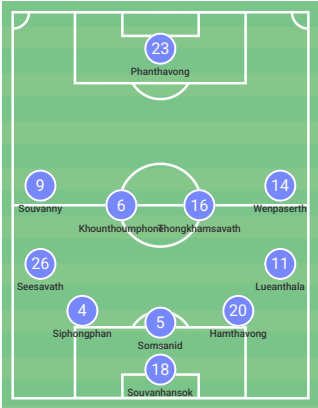 23
Phanthavong
9
Souvanny
6
Khounthoumphone
16
Thongkhamsavath
14
Wenpaserth
26
Seesavath
11
Lueanthala
4
Siphongphan
5
Somsanid
20
Hamthavong
18
Souvanhansok